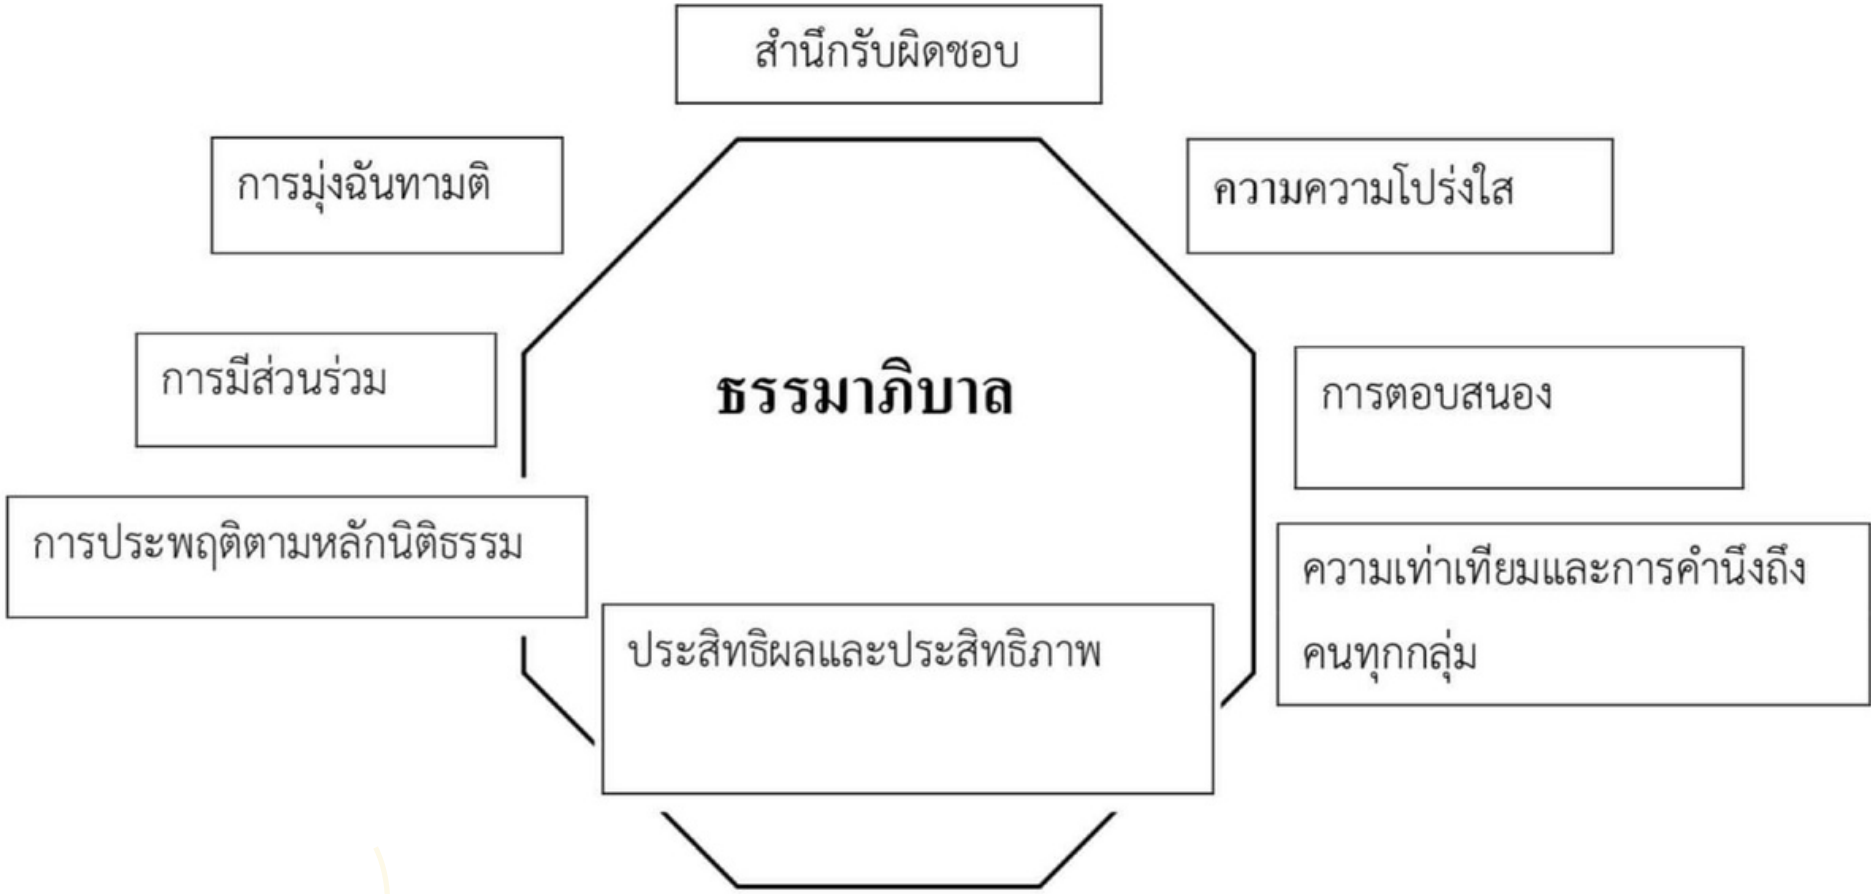 สำนึกรับผิดชอบ
การมุ่งฉันทามติ
ความความโปร่งใส
การมีส่วนร่วม
ธรรมาภิบาล
การตอบสนอง
การประพฤติตามหลักนิติธรรม
ความเท่าเทียมและการคำนึงถึง
คนทุกกลุ่ม
ประสิทธิผลและประสิทธิภาพ